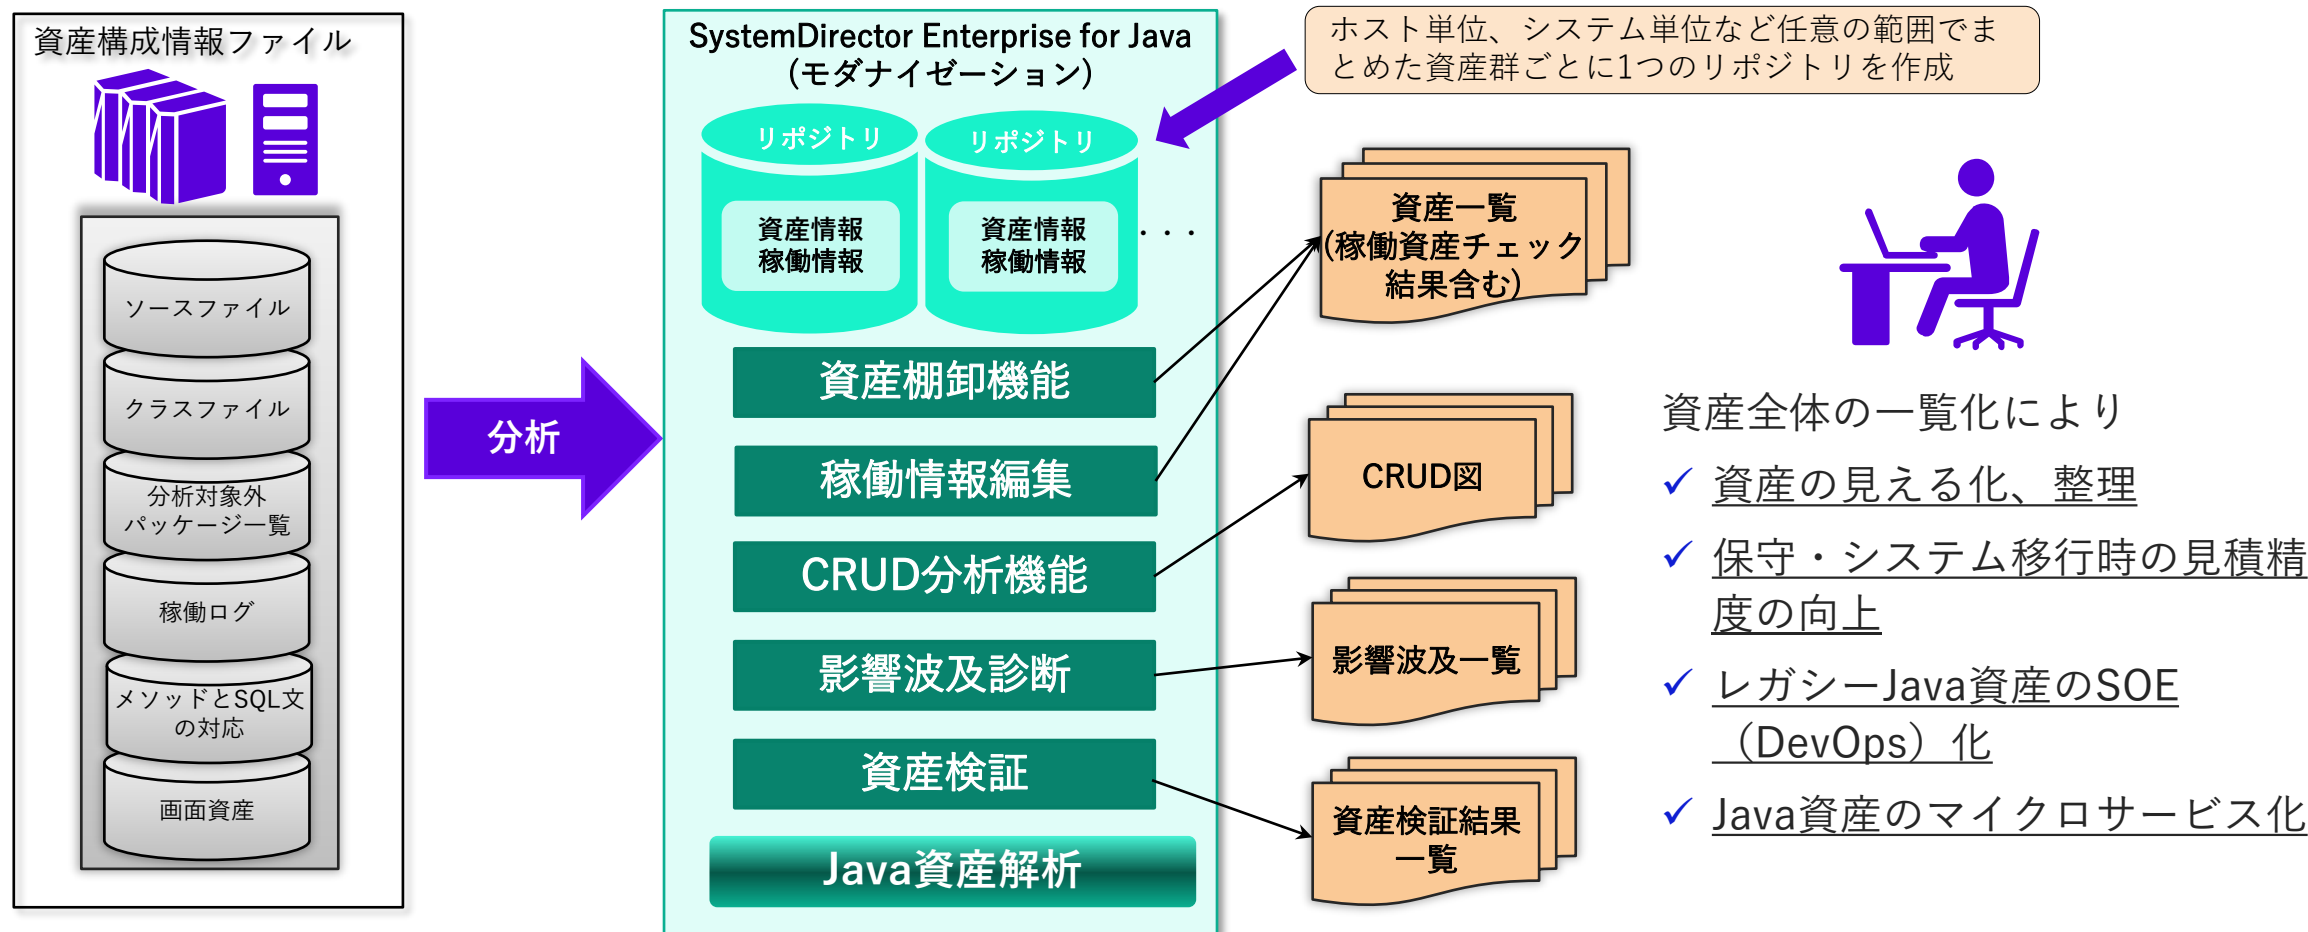 資産構成情報ファイル
ソースファイル
クラスファイル
分析対象外
パッケージ一覧
稼働ログ
メソッドとSQL文
の対応
画面資産
分析
SystemDirector Enterprise for Java
(モダナイゼーション)
リポジトリ
資産情報
稼働情報
リポジトリ
資産情報
稼働情報
・・・
資産棚卸機能
稼働情報編集
CRUD分析機能
影響波及診断
資産検証
Java資産解析
ホスト単位、システム単位など任意の範囲でま
とめた資産群ごとに1つのリポジトリを作成
資産一覧
(稼働資産チェック
結果含む)
CRUD図
影響波及一覧
資産検証結果
一覧
資産全体の一覧化により
✓ 資産の見える化、整理
✓ 保守・システム移行時の見積精
度の向上
✓ レガシーJava資産のSOE
（DevOps）化
✓ Java資産のマイクロサービス化